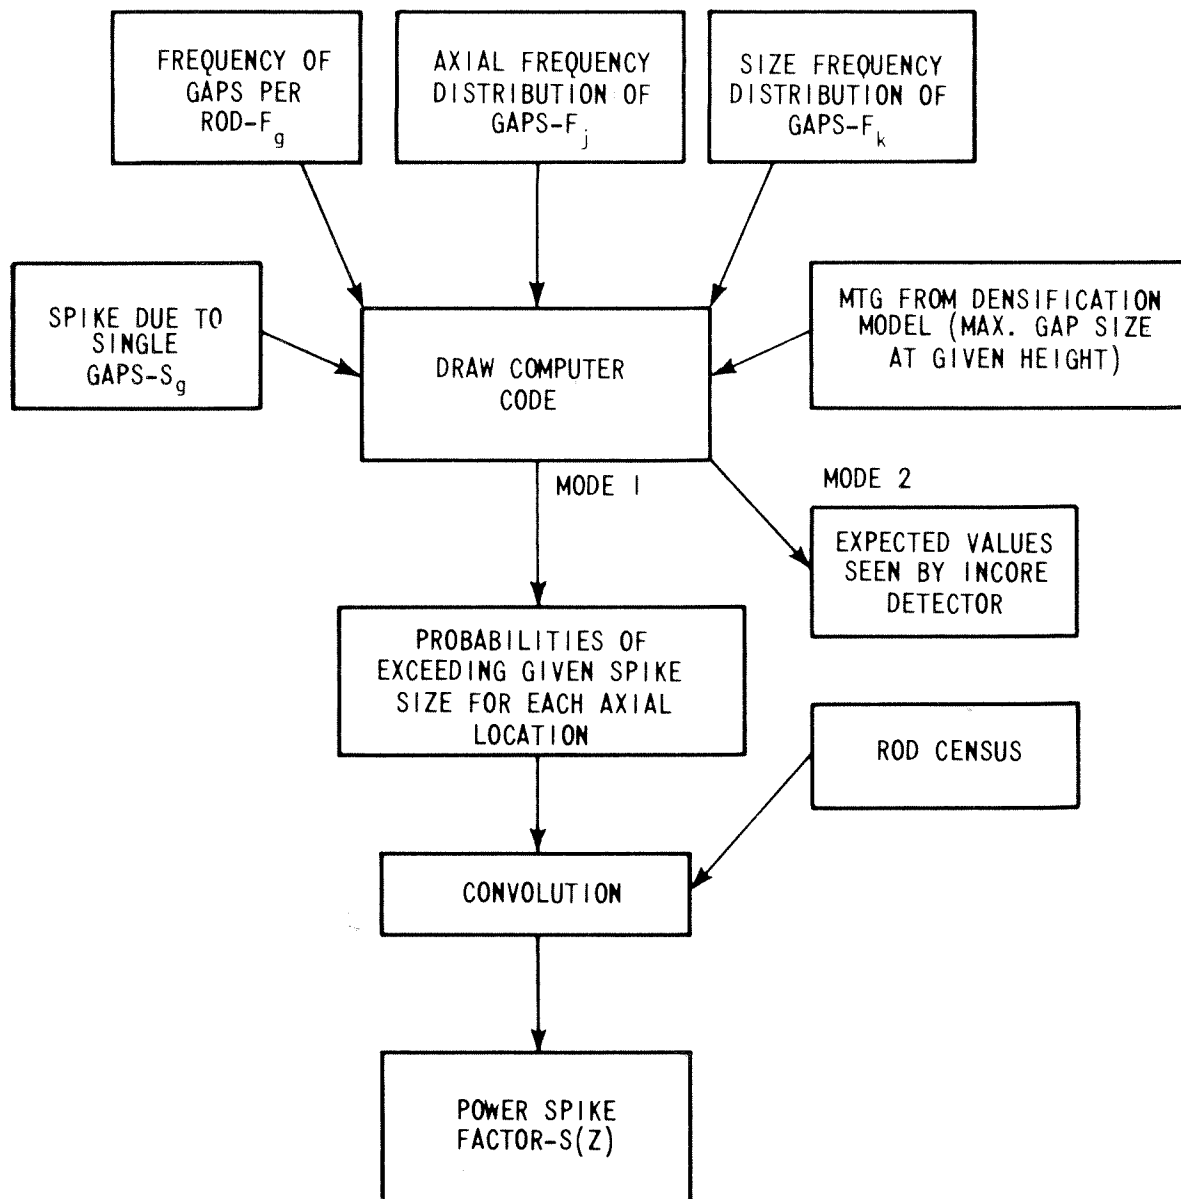 FREQUENCY OF
GAPS PER
ROD-Fg
AXIAL FREQUENCY
DISTRIBUTION OF
GAPS-Fj
SIZE FREQUENCY
DISTRIBUTION OF
GAPS-Fk
SPIKE DUE TO
SINGLE
GAPS-Sg
DRAW COMPUTER
CODE
MTG FROM DENSIFICATION
MODEL (MAX. GAP SIZE
AT GIVEN HEIGHT)
MODE 1
MODE 2
EXPECTED VALUES
SEEN BY INCORE
DETECTOR
PROBABILITIES OF
EXCEEDING GIVEN SPIKE
SIZE FOR EACH AXIAL
LOCATION
ROD CENSUS
CONVOLUTION
POWER SPIKE
FACTOR-S(Z)